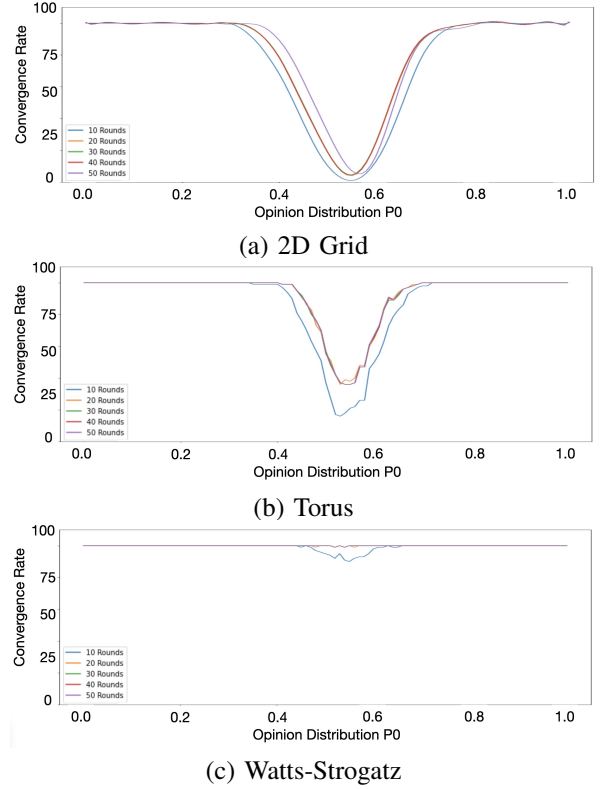 100
75
50
25
0
Convergence Rate
10 Rounds
20 Rounds
30 Rounds
40 Rounds
50 Rounds
0.0 0.2 0.4 0.6 0.8 1.0
Opinion Distribution P0
(a) 2D Grid
100
75
50
25
0
Convergence Rate
10 Rounds
20 Rounds
30 Rounds
40 Rounds
50 Rounds
0.0 0.2 0.4 0.6 0.8 1.0
Opinion Distribution P0
(b) Torus
100
75
50
25
0
Convergence Rate
10 Rounds
20 Rounds
30 Rounds
40 Rounds
50 Rounds
0.0 0.2 0.4 0.6 0.8 1.0
Opinion Distribution P0
(c) Watts-Strogatz